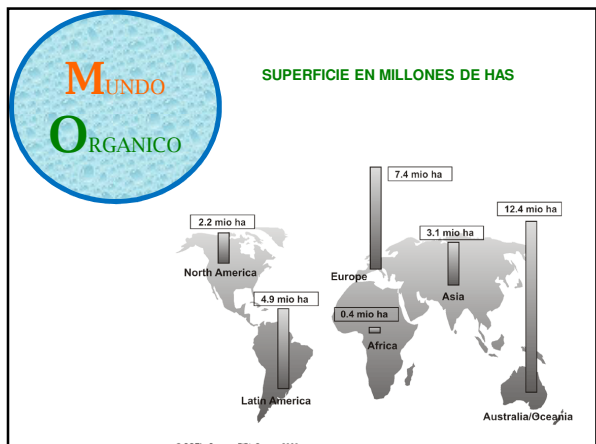 MUNDO
ORGANICO
SUPERFICIE EN MILLONES DE HAS
7.4 mio ha
12.4 mio ha
2.2 mio ha
3.1 mio ha
North America
Europe
Asia
4.9 mio ha
0.4 mio ha
Africa
Latin America
Australia/Oceania